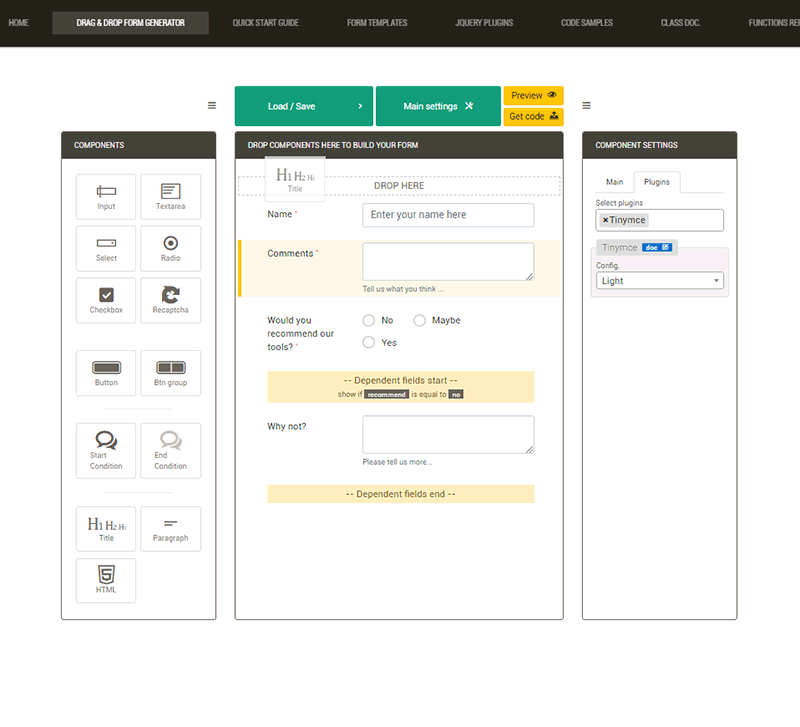 HOME DRAG & DROP FORM GENERATOR QUICK START GUIDE FORM TEMPLATES JQUERY PLUGINS CODE SAMPLES CLASS DOC. FUNCTIONS REF
Load / Save
Main settings
Preview
Get code
COMPONENTS
Input
Textarea
Select
Radio
Checkbox
Recaptcha
Button
Btn group
Start
Condition
End
Condition
H1 H2 H3
Title
Paragraph
HTML
DROP COMPONENTS HERE TO BUILD YOUR FORM
H1 H2 H3
Title
DROP HERE
Name *
Enter your name here
Comments *
Tell us what you think ...
Would you
recommend our
tools? *
No
Maybe
Yes
-- Dependent fields start --
show if recommend is equal to no
Why not?
Please tell us more...
-- Dependent fields end --
COMPONENT SETTINGS
Main
Plugins
Select plugins
×Tinymce
Tinymce doc
Config.
Light